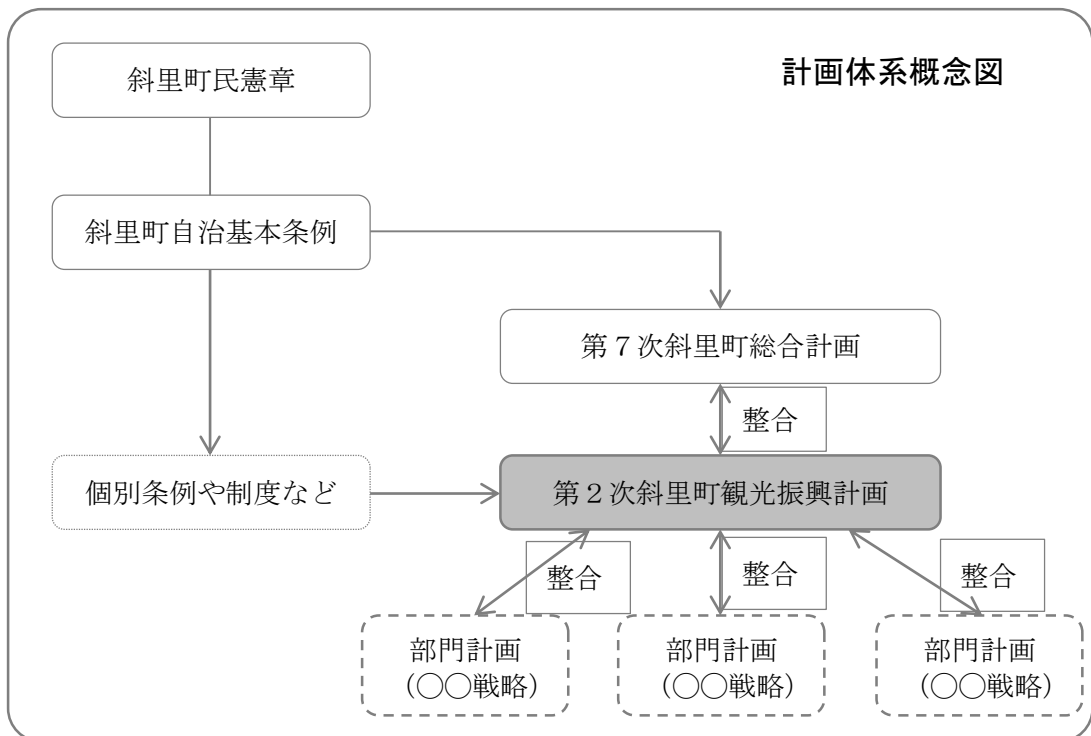 斜里町民憲章
計画体系概念図
斜里町自治基本条例
第７次斜里町総合計画
整合
個別条例や制度など
第２次斜里町観光振興計画
整合
整合
整合
部門計画
（○○戦略）
部門計画
（○○戦略）
部門計画
（○○戦略）